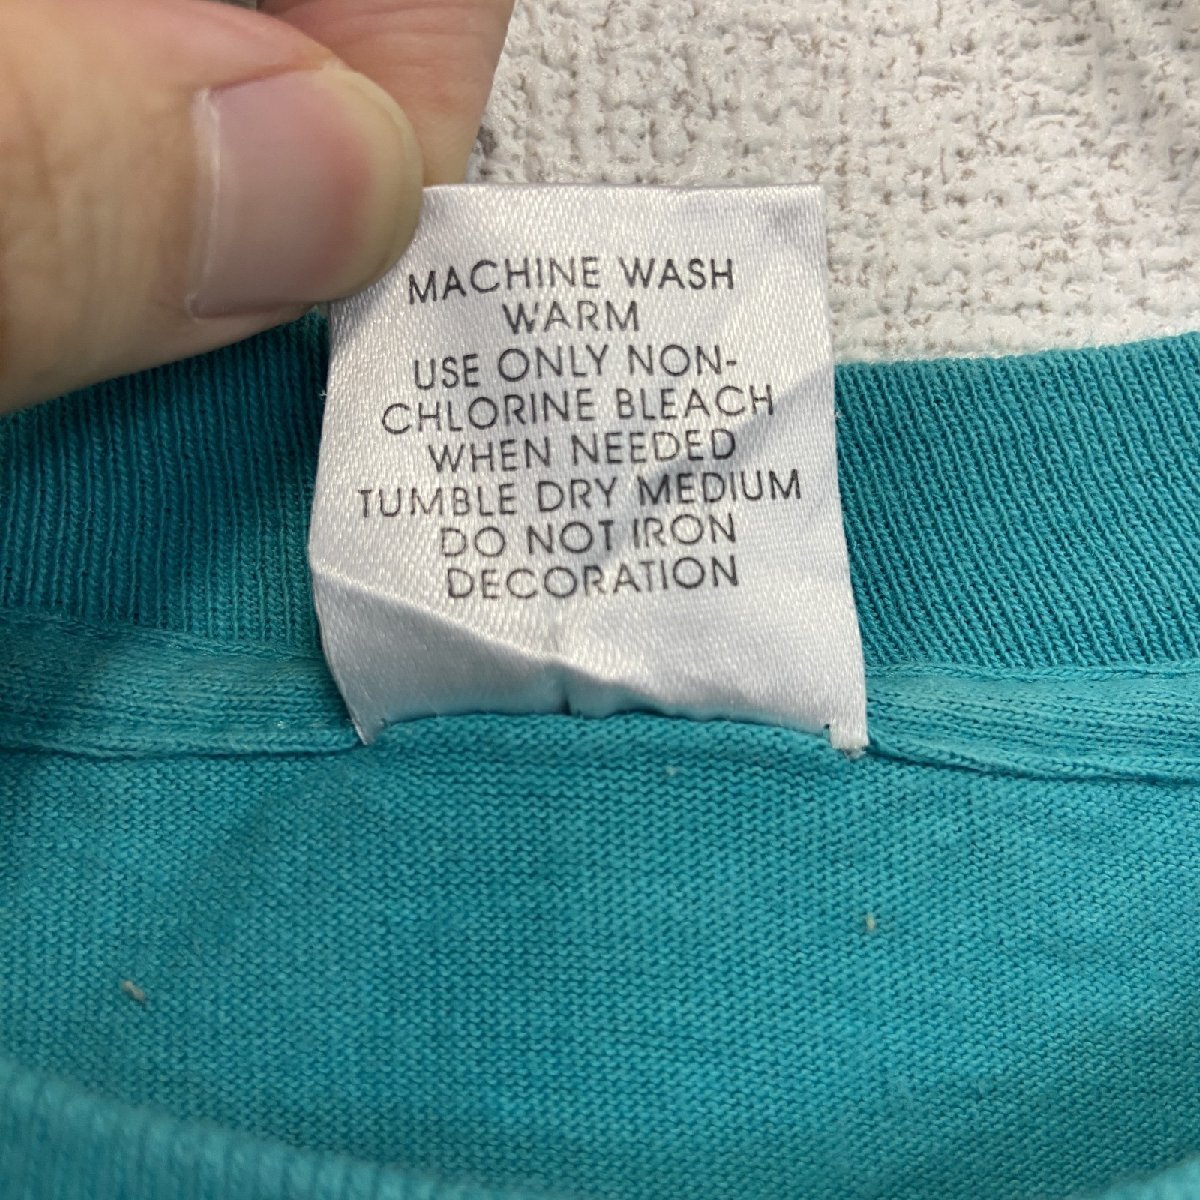 MACHINE WASH
WARM
USE ONLY NON-
CHLORINE BLEACH
WHEN NEEDED
TUMBLE DRY MEDIUM
DO NOT IRON
DECORATION